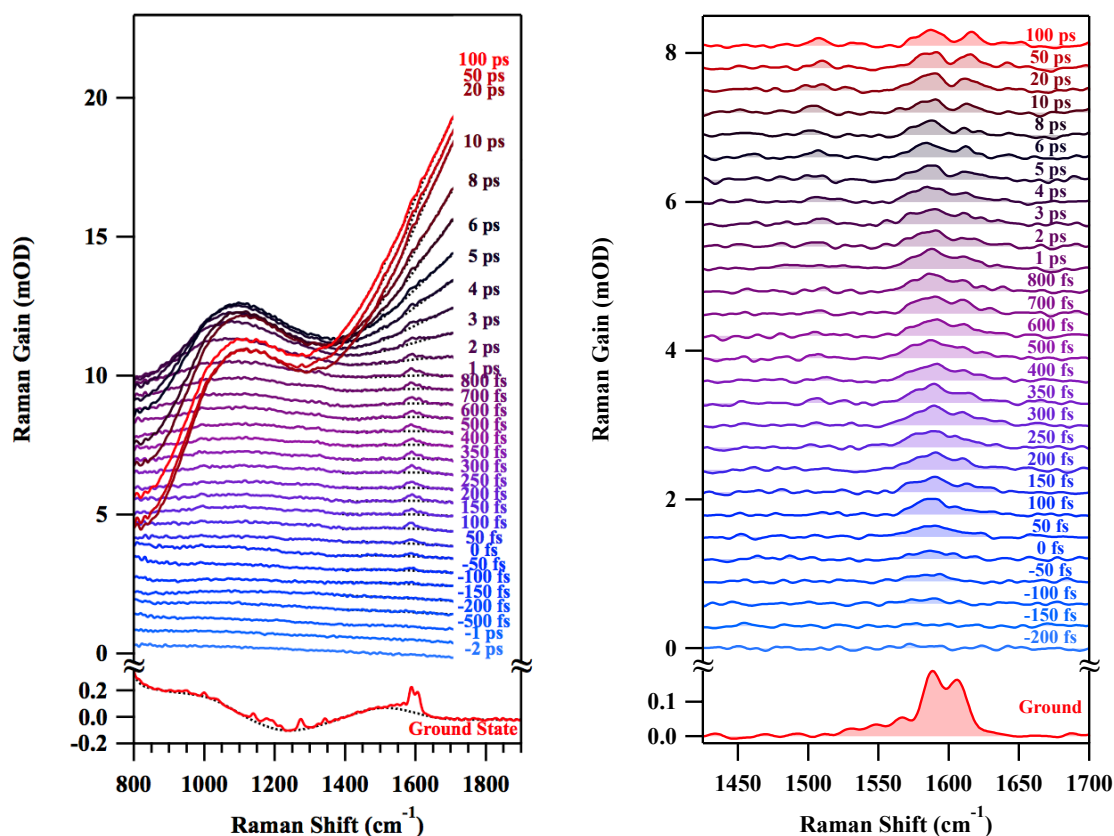 Raman Gain (mOD)
20
15
10
5
0
0.2
0.0
-0.2
100 ps
50 ps
20 ps
10 ps
8 ps
6 ps
5 ps
4 ps
3 ps
2 ps
1 ps
800 fs
700 fs
600 fs
500 fs
400 fs
350 fs
300 fs
250 fs
200 fs
150 fs
100 fs
50 fs
0 fs
-50 fs
-100 fs
-150 fs
-200 fs
-500 fs
-1 ps
-2 ps
Ground State
800 1000 1200 1400 1600 1800
Raman Shift (cm⁻¹)
Raman Gain (mOD)
8
6
4
2
0
0.1
0.0
100 ps
50 ps
20 ps
10 ps
8 ps
6 ps
5 ps
4 ps
3 ps
2 ps
1 ps
800 fs
700 fs
600 fs
500 fs
400 fs
350 fs
300 fs
250 fs
200 fs
150 fs
100 fs
50 fs
0 fs
-50 fs
-100 fs
-150 fs
-200 fs
Ground
1450 1500 1550 1600 1650 1700
Raman Shift (cm⁻¹)